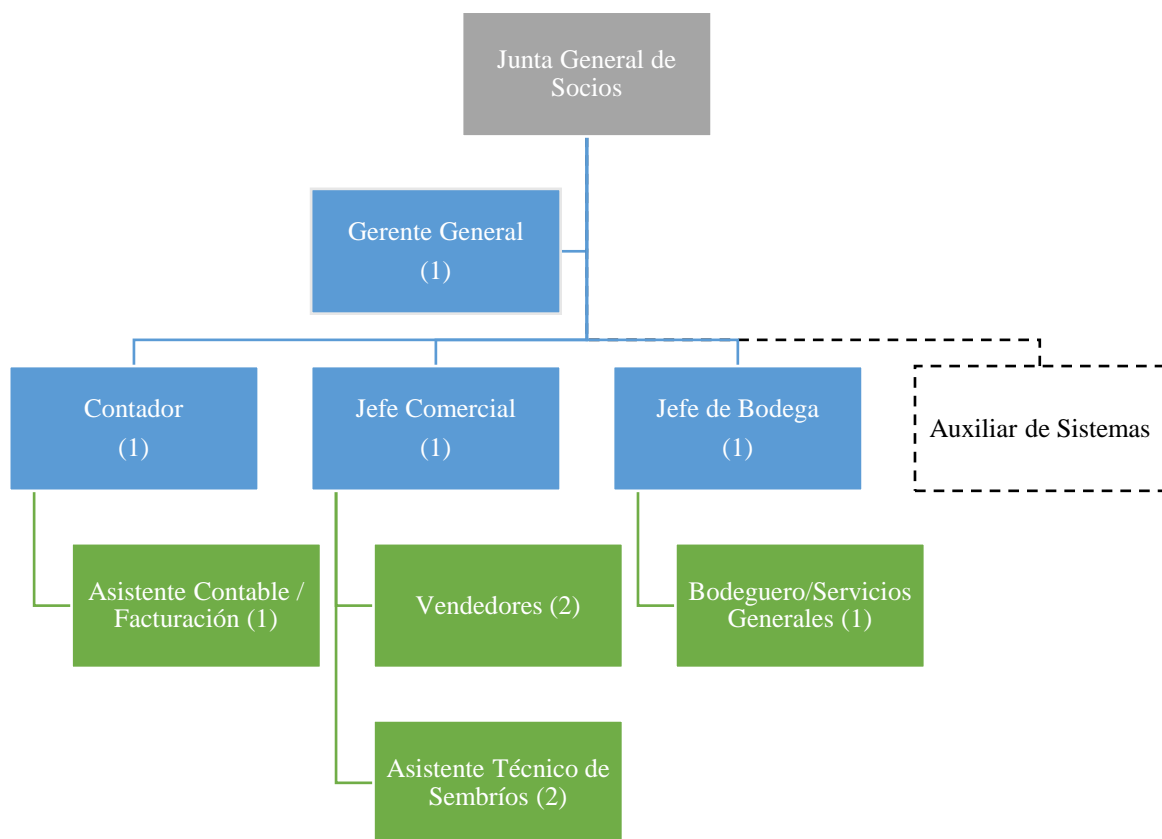 Junta General de
Socios
Gerente General
(1)
Contador
(1)
Jefe Comercial
(1)
Jefe de Bodega
(1)
Auxiliar de Sistemas
Asistente Contable /
Facturación (1)
Vendedores (2)
Bodeguero/Servicios
Generales (1)
Asistente Técnico de
Sembríos (2)